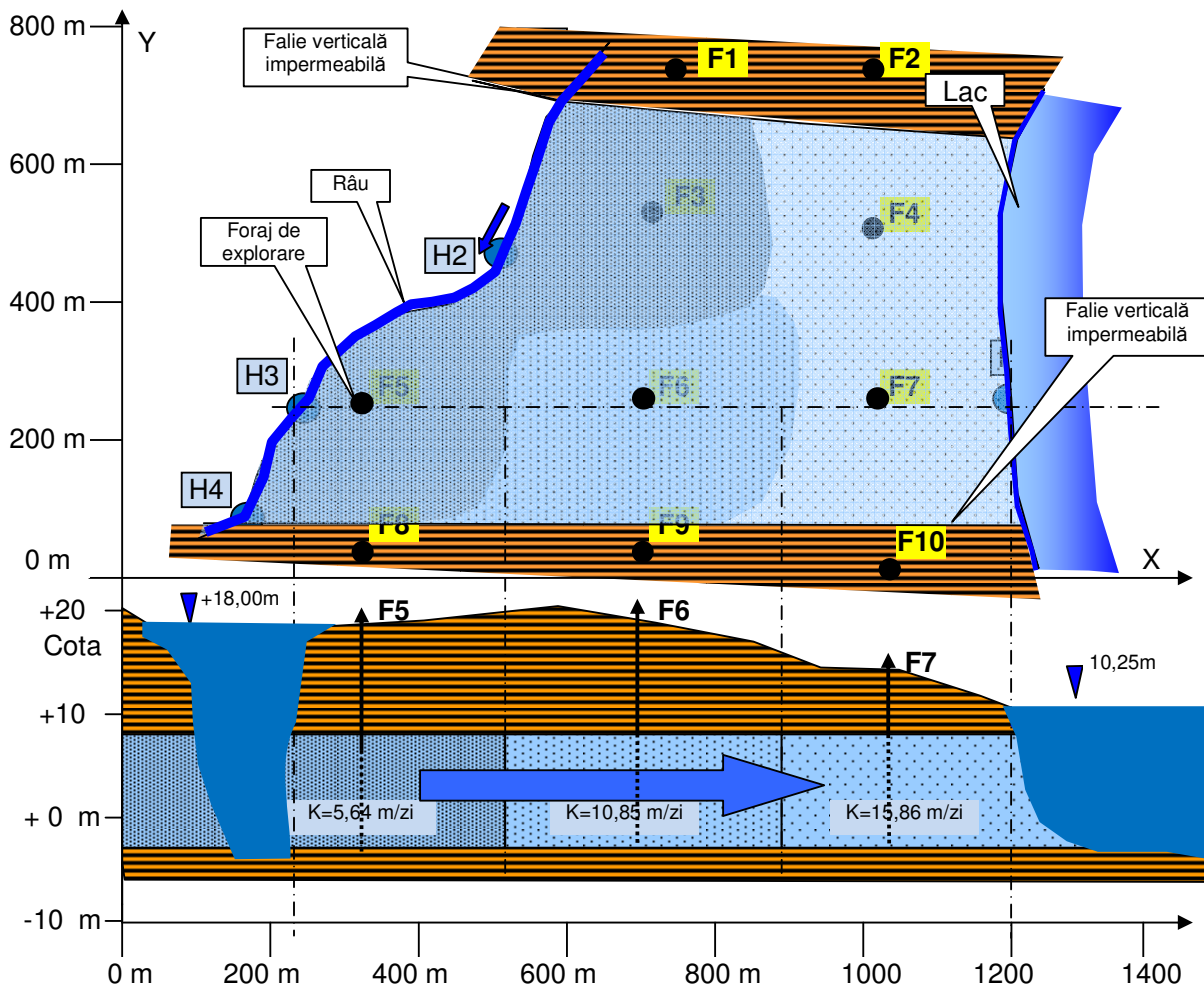 800 m
Y
Falie verticală
impermeabilă
F1
F2
Lac
600 m
Râu
F3
F4
Foraj de
explorare
H2
400 m
Falie verticală
impermeabilă
H3
F5
F6
F7
200 m
H4
F8
F9
F10
0 m
X
+20
Cota
+18,00m
F5
F6
F7
10,25m
+10
K=5,64 m/zi
K=10,85 m/zi
K=15,86 m/zi
+ 0 m
-10 m
0 m
200 m
400 m
600 m
800 m
1000 m
1200 m
1400 m